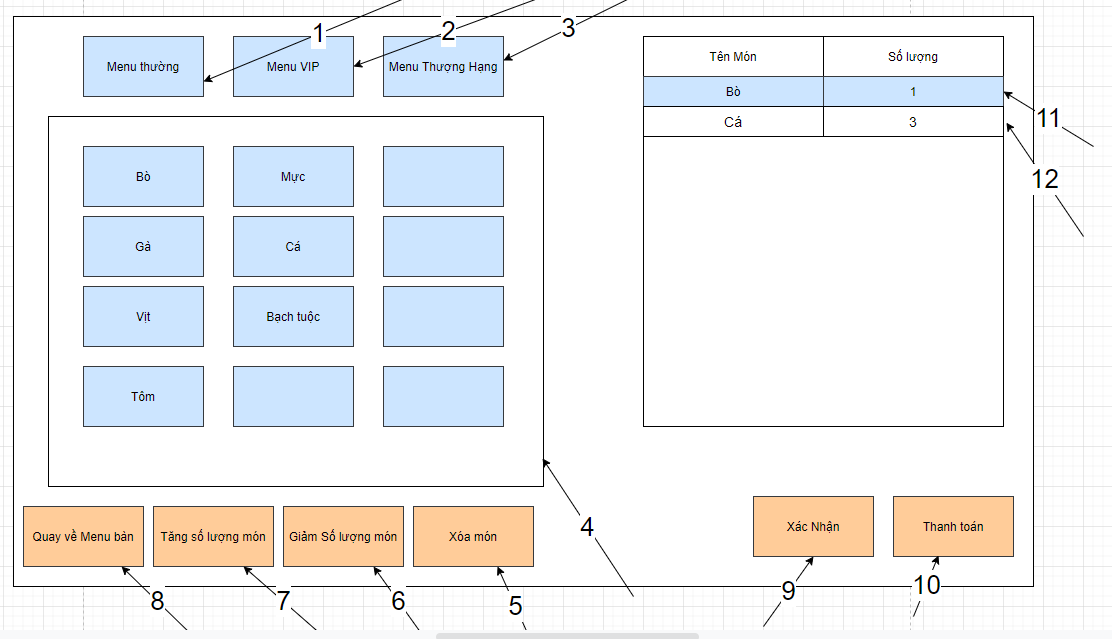 1
2
3
Menu thường
Menu VIP
Menu Thượng Hạng
Tên Món
Số lượng
Bò
1
Cá
3
11
12
Bò
Mực
Gả
Cá
Vịt
Bạch tuộc
Tôm
4
Quay về Menu bàn
Tăng số lượng món
Giảm Số lượng món
Xóa món
Xác Nhận
Thanh toán
8
7
6
5
9
10